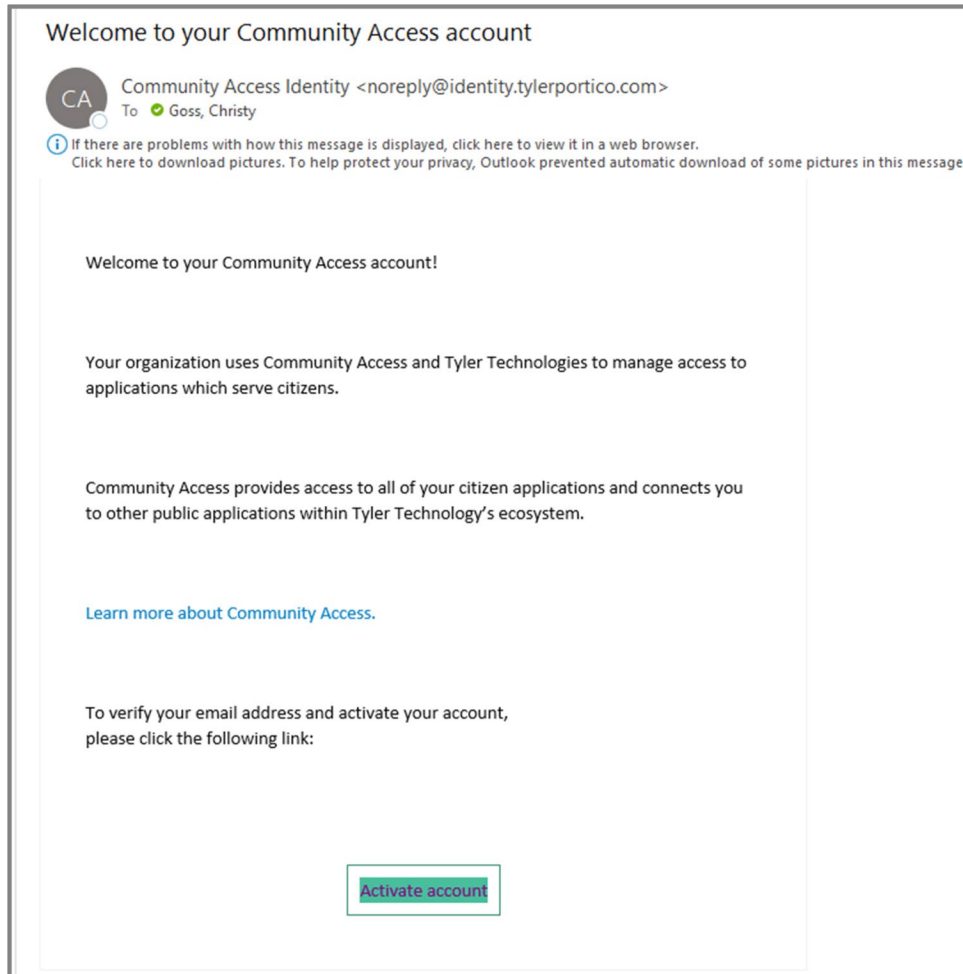 Welcome to your Community Access account
CA
Community Access Identity <noreply@identity.tylerportico.com>
To Goss, Christy
If there are problems with how this message is displayed, click here to view it in a web browser.
Click here to download pictures. To help protect your privacy, Outlook prevented automatic download of some pictures in this message
Welcome to your Community Access account!
Your organization uses Community Access and Tyler Technologies to manage access to
applications which serve citizens.
Community Access provides access to all of your citizen applications and connects you
to other public applications within Tyler Technology's ecosystem.
Learn more about Community Access.
To verify your email address and activate your account,
please click the following link:
Activate account